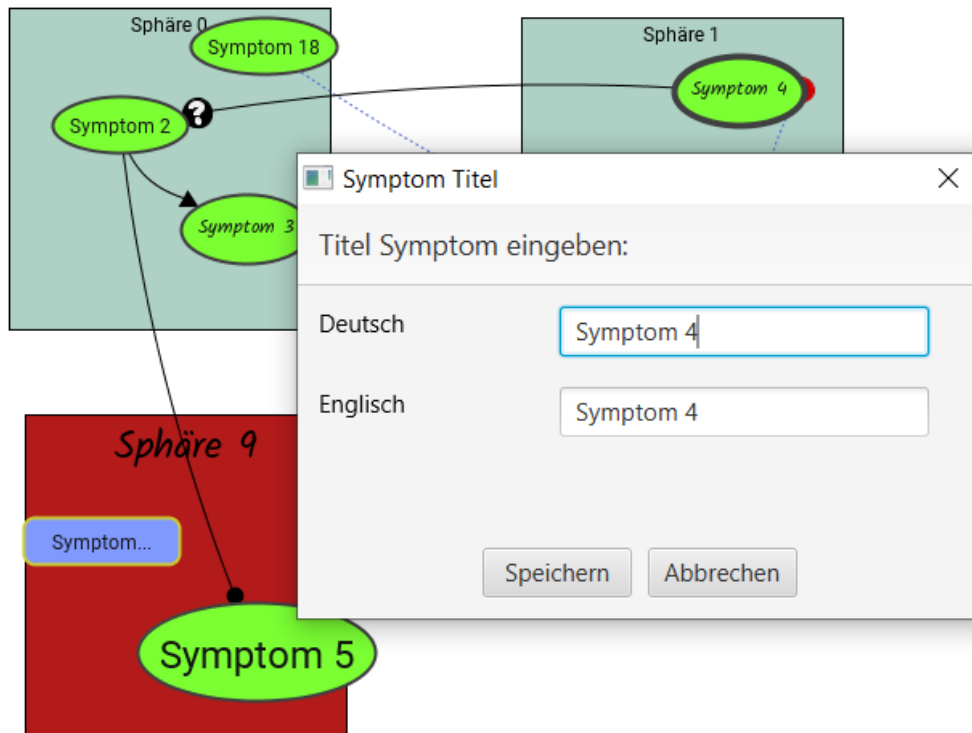 Sphäre 0
Symptom 18
Sphäre 1
Symptom 4
?
Symptom 2
Symptom 3
Symptom Titel
Titel Symptom eingeben:
Deutsch
Symptom 4
Englisch
Symptom 4
Speichern
Abbrechen
Sphäre 9
Symptom...
Symptom 5